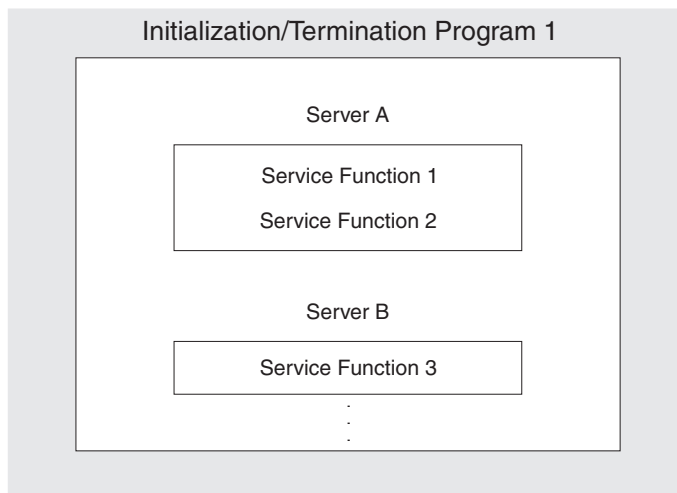 Initialization/Termination Program 1
Server A
Service Function 1
Service Function 2
Server B
Service Function 3
.
.
.